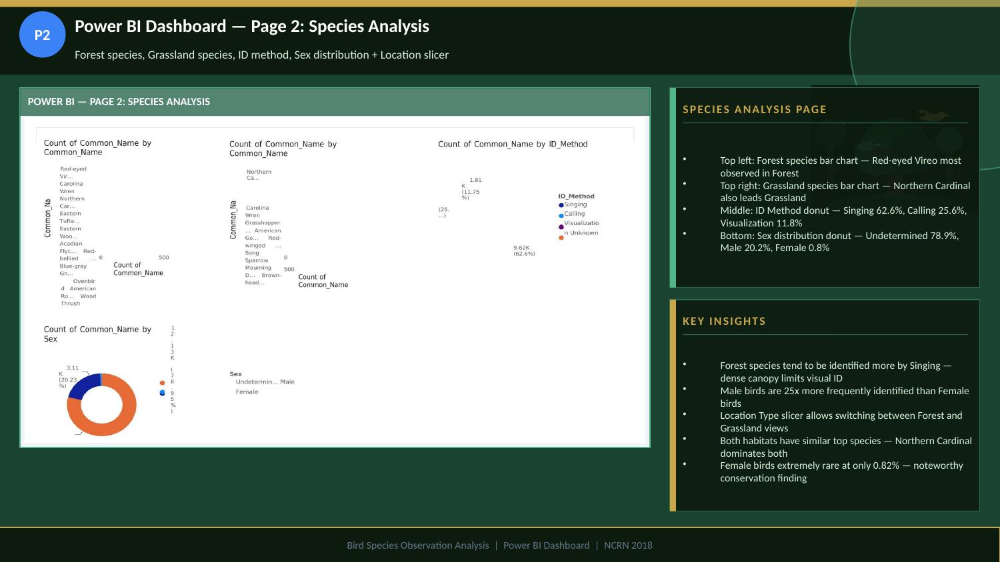 P2
Power BI Dashboard — Page 2: Species Analysis
Forest species, Grassland species, ID method, Sex distribution + Location slicer
POWER BI — PAGE 2: SPECIES ANALYSIS
Count of Common_Name by
Common_Name
Common_Na
Red-eyed
Vir...
Carolina
Wren
Northern
Car...
Eastern
Tufte...
Eastern
Woo...
Acadian
Flyc... Red-
bellied ...
Blue-gray
Gn...
Ovenbir
d American
Ro... Wood
Thrush
0
500
Count of
Common_Name
Count of Common_Name by
Common_Name
Common_Na
Northern
Ca...
Carolina
Wren
Grasshopper
... American
Go... Red-
winged ...
Song
Sparrow
Mourning
D... Brown-
head...
0
500
Count of
Common_Name
Count of Common_Name by ID_Method
1.81
K
(11.75
%)
(25.
...)
9.62K
(62.6%)
ID_Method
Singing
Calling
Visualizatio
n Unknown
Count of Common_Name by
Sex
3.11
K
(20.23
%)
1
2
.
1
3
K
(
7
8
.
9
5
%
)
Sex
Undetermin... Male
Female
SPECIES ANALYSIS PAGE
• Top left: Forest species bar chart — Red-eyed Vireo most
observed in Forest
• Top right: Grassland species bar chart — Northern Cardinal
also leads Grassland
• Middle: ID Method donut — Singing 62.6%, Calling 25.6%,
Visualization 11.8%
• Bottom: Sex distribution donut — Undetermined 78.9%,
Male 20.2%, Female 0.8%
KEY INSIGHTS
• Forest species tend to be identified more by Singing —
dense canopy limits visual ID
• Male birds are 25x more frequently identified than Female
birds
• Location Type slicer allows switching between Forest and
Grassland views
• Both habitats have similar top species — Northern Cardinal
dominates both
• Female birds extremely rare at only 0.82% — noteworthy
conservation finding
Bird Species Observation Analysis | Power BI Dashboard | NCRN 2018